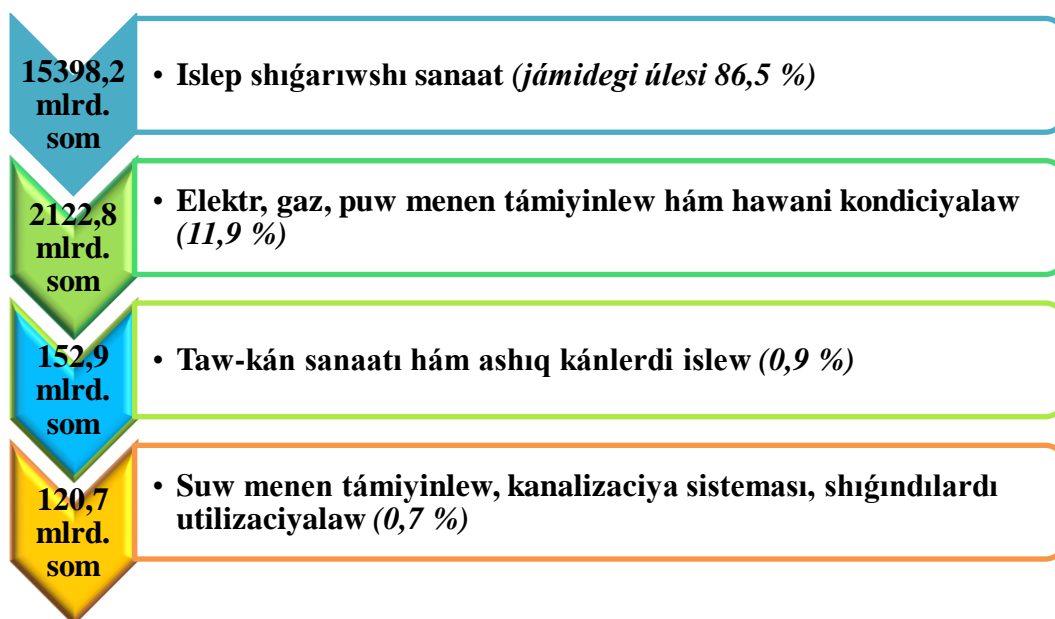 15398,2
mlrd.
som
• Islep shıǵarıwshı sanaat (jámidegi úlesi 86,5 %)
2122,8
mlrd.
som
• Elektr, gaz, puw menen támiyinlew hám hawani kondiciyalaw
(11,9 %)
152,9
mlrd.
som
• Taw-kán sanaatı hám ashıq kánlerdi islew (0,9 %)
120,7
mlrd.
som
• Suw menen támiyinlew, kanalizaciya sisteması, shıǵındılardı
utilizaciyalaw (0,7 %)